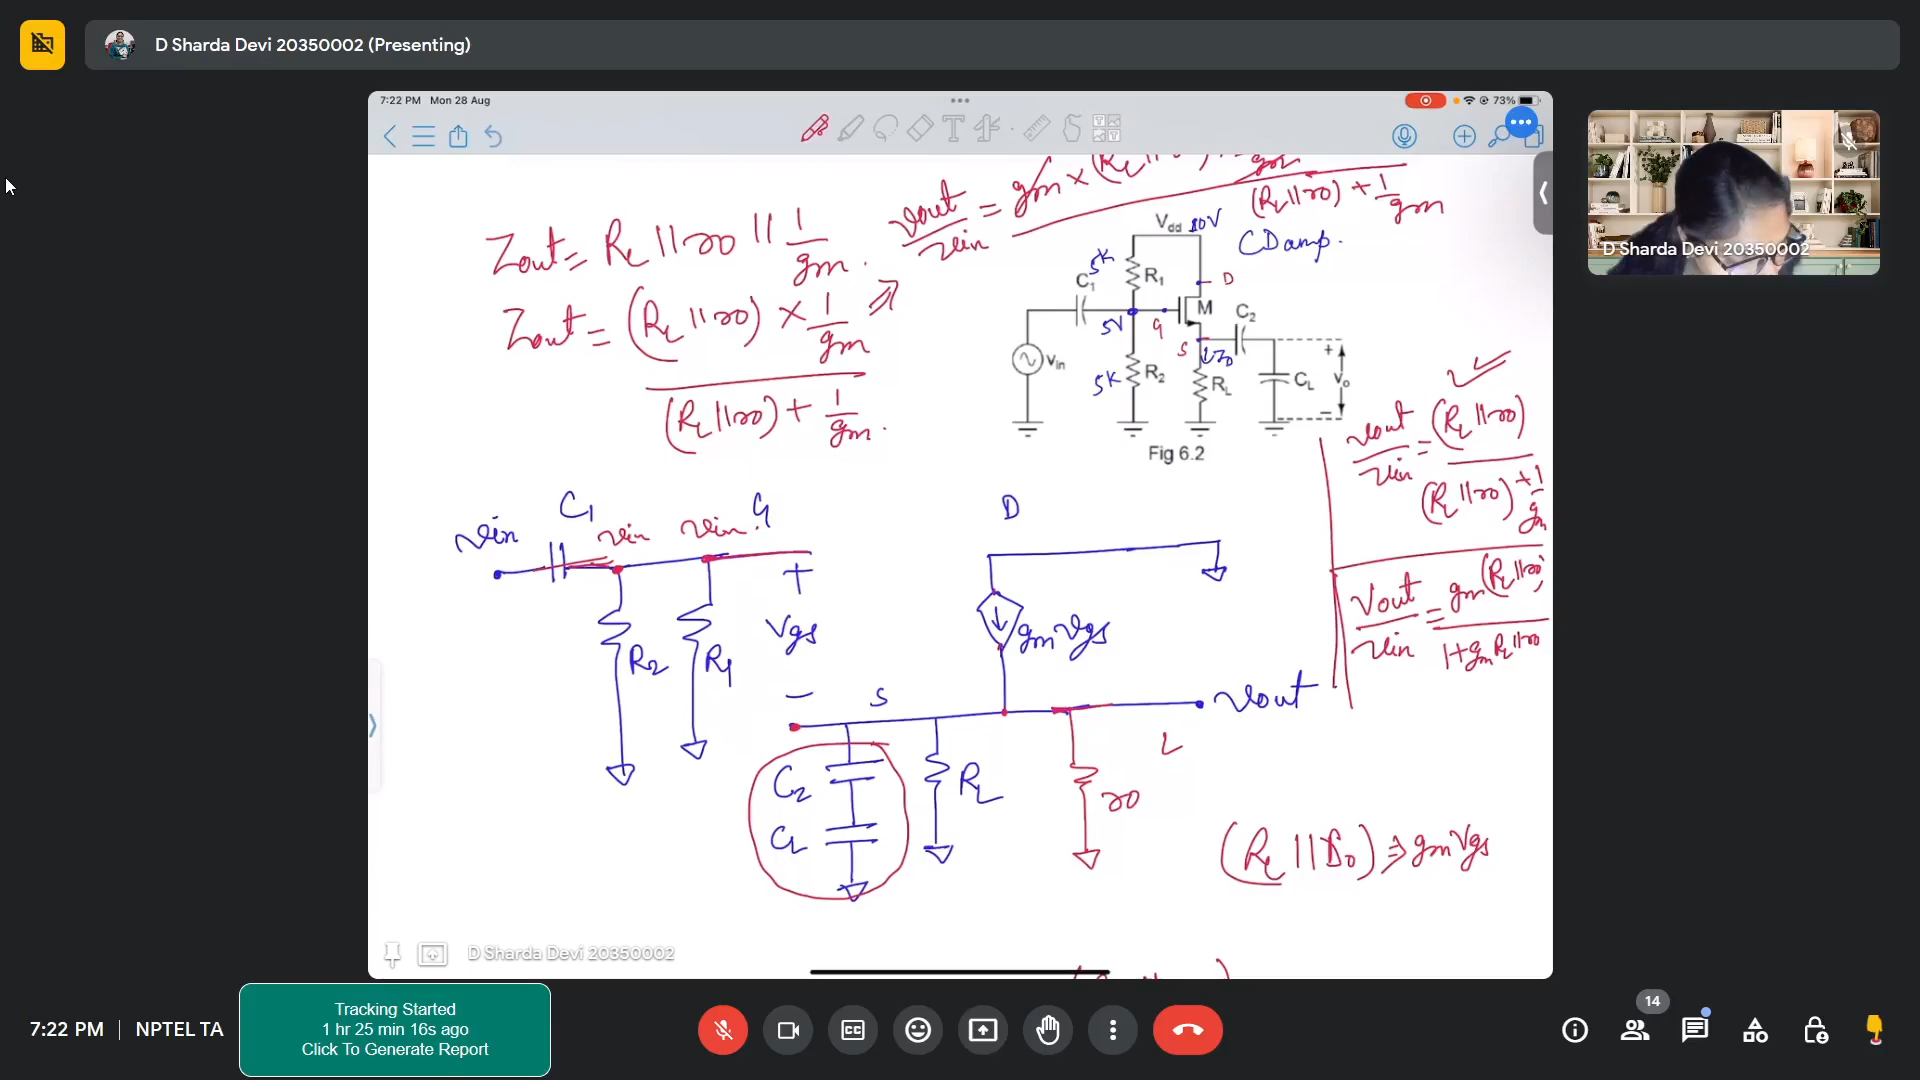 D Sharda Devi 20350002 (Presenting)
7:22 PM Mon 28 Aug
73%
Zout = RL || ro || 1/gm.
Zout = (RL || ro) × 1/gm
(RL || ro) + 1/gm.
vout/vin = gm × (RL || ro) . 1/gm
(RL || ro) + 1/gm
Vdd 10V
CD amp.
5K
C1
R1
D
M
C2
5V
G
S
Vin
5K
R2
RL
CL
+
Vo
−
Fig 6.2
vout/vin = (RL || ro)
(RL || ro) + 1/gm
Vout/vin = gm(RL || ro)
1 + gm RL || ro
C1
vin
vin
vin.
G
D
+
Vgs
−
gm Vgs
R2
R1
S
vout
C2
CL
RL
ro
(RL || ro) ⇒ gm Vgs
D Sharda Devi 20350002
D Sharda Devi 20350002
7:22 PM | NPTEL TA
Tracking Started
1 hr 25 min 16s ago
Click To Generate Report
CC
14